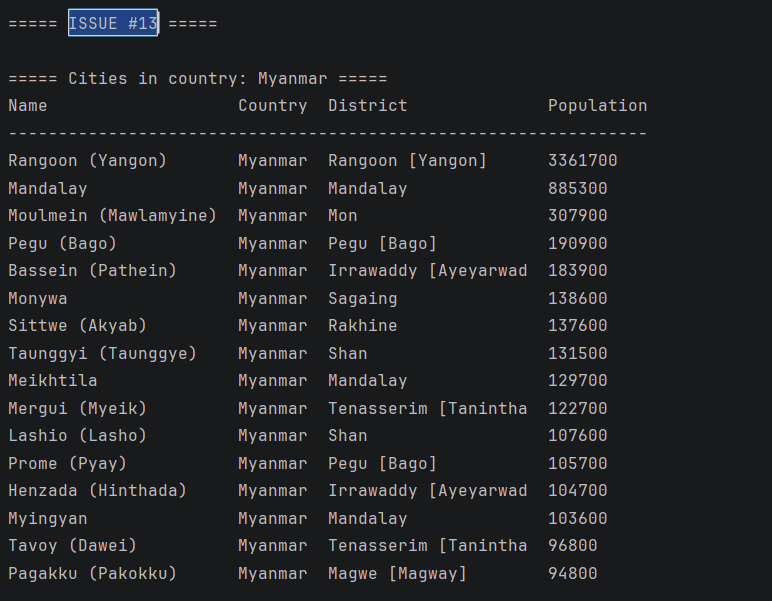 ===== ISSUE #13 =====
===== Cities in country: Myanmar =====
Name Country District Population
----------------------------------------------------------------
Rangoon (Yangon) Myanmar Rangoon [Yangon] 3361700
Mandalay Myanmar Mandalay 885300
Moulmein (Mawlamyine) Myanmar Mon 307900
Pegu (Bago) Myanmar Pegu [Bago] 190900
Bassein (Pathein) Myanmar Irrawaddy [Ayeyarwad 183900
Monywa Myanmar Sagaing 138600
Sittwe (Akyab) Myanmar Rakhine 137600
Taunggyi (Taunggye) Myanmar Shan 131500
Meikhtila Myanmar Mandalay 129700
Mergui (Myeik) Myanmar Tenasserim [Tanintha 122700
Lashio (Lasho) Myanmar Shan 107600
Prome (Pyay) Myanmar Pegu [Bago] 105700
Henzada (Hinthada) Myanmar Irrawaddy [Ayeyarwad 104700
Myingyan Myanmar Mandalay 103600
Tavoy (Dawei) Myanmar Tenasserim [Tanintha 96800
Pagakku (Pakokku) Myanmar Magwe [Magway] 94800